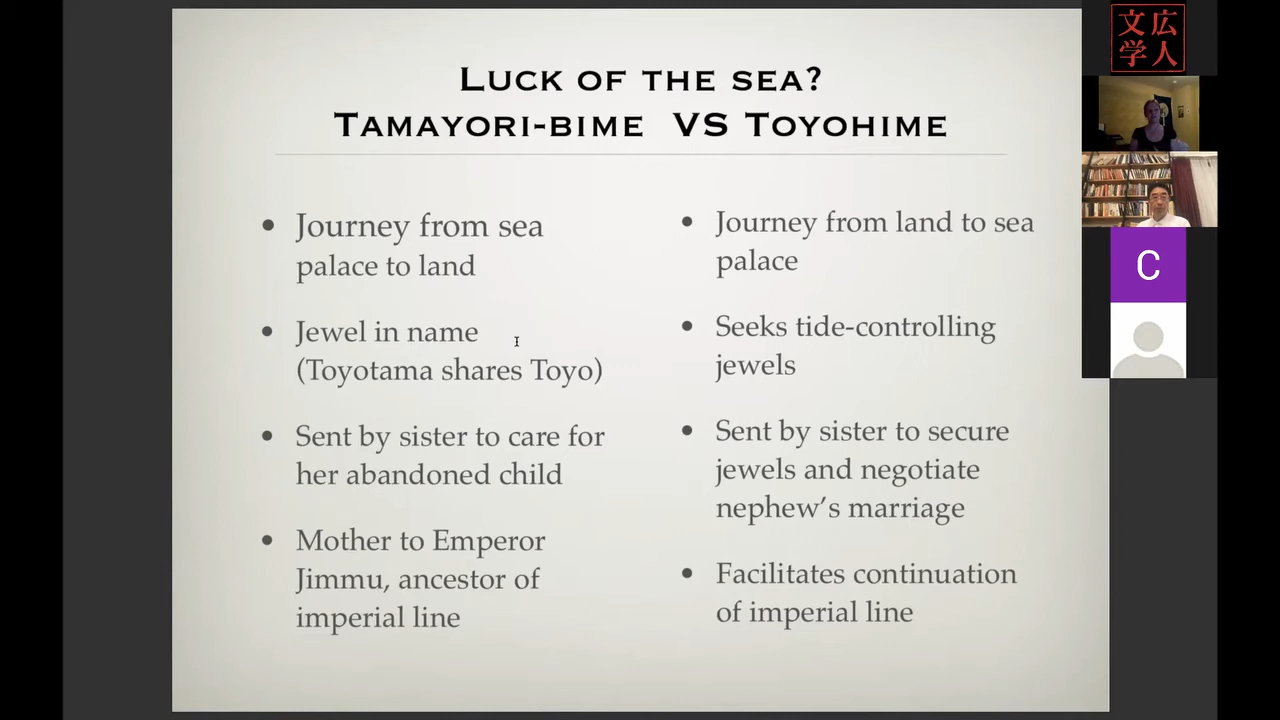 Luck of the sea?
Tamayori-bime vs Toyohime
• Journey from sea
palace to land
• Jewel in name
(Toyotama shares Toyo)
• Sent by sister to care for
her abandoned child
• Mother to Emperor
Jimmu, ancestor of
imperial line
• Journey from land to sea
palace
• Seeks tide-controlling
jewels
• Sent by sister to secure
jewels and negotiate
nephew’s marriage
• Facilitates continuation
of imperial line
文広
学人
C